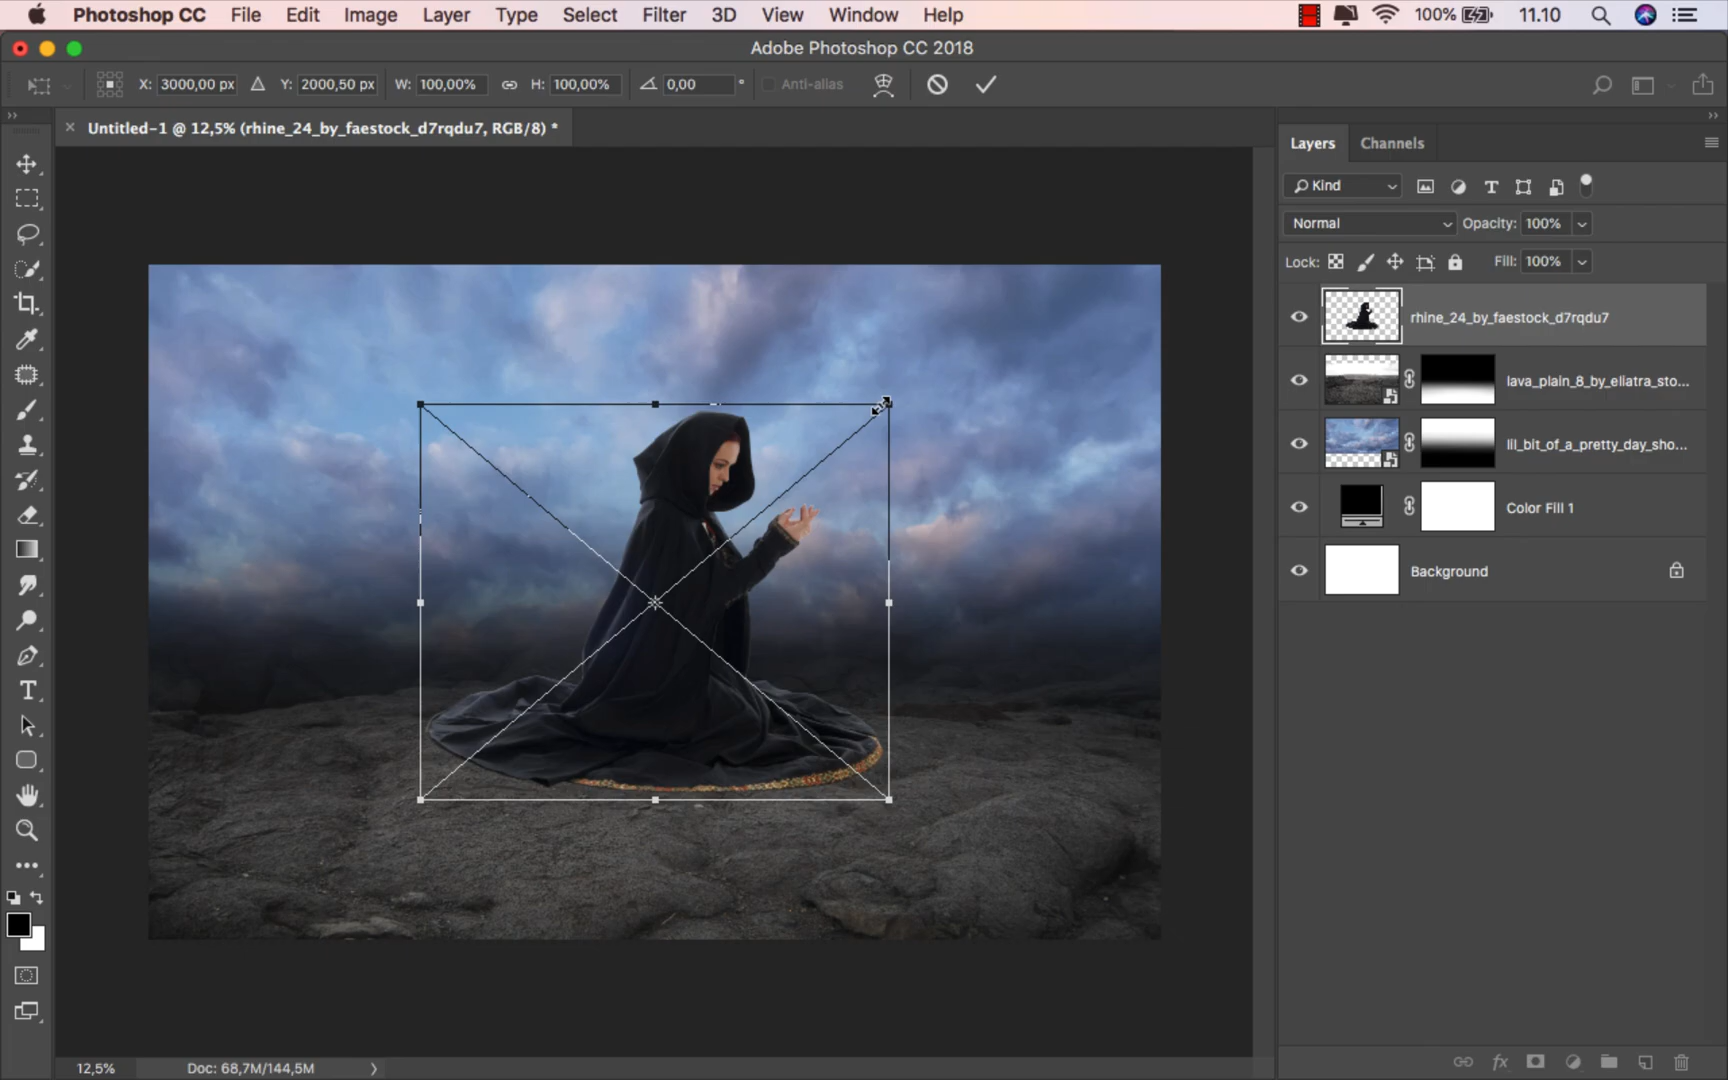 Photoshop CC File Edit Image Layer Type Select Filter 3D View Window Help 100% 11.10
Adobe Photoshop CC 2018
X: 3000,00 px Y: 2000,50 px W: 100,00% H: 100,00% 0,00 ° Anti-alias
Untitled-1 @ 12,5% (rhine_24_by_faestock_d7rqdu7, RGB/8) *
Layers Channels
Kind
Normal Opacity: 100%
Lock: Fill: 100%
rhine_24_by_faestock_d7rqdu7
lava_plain_8_by_eliatra_sto...
lil_bit_of_a_pretty_day_sho...
Color Fill 1
Background
12,5% Doc: 68,7M/144,5M